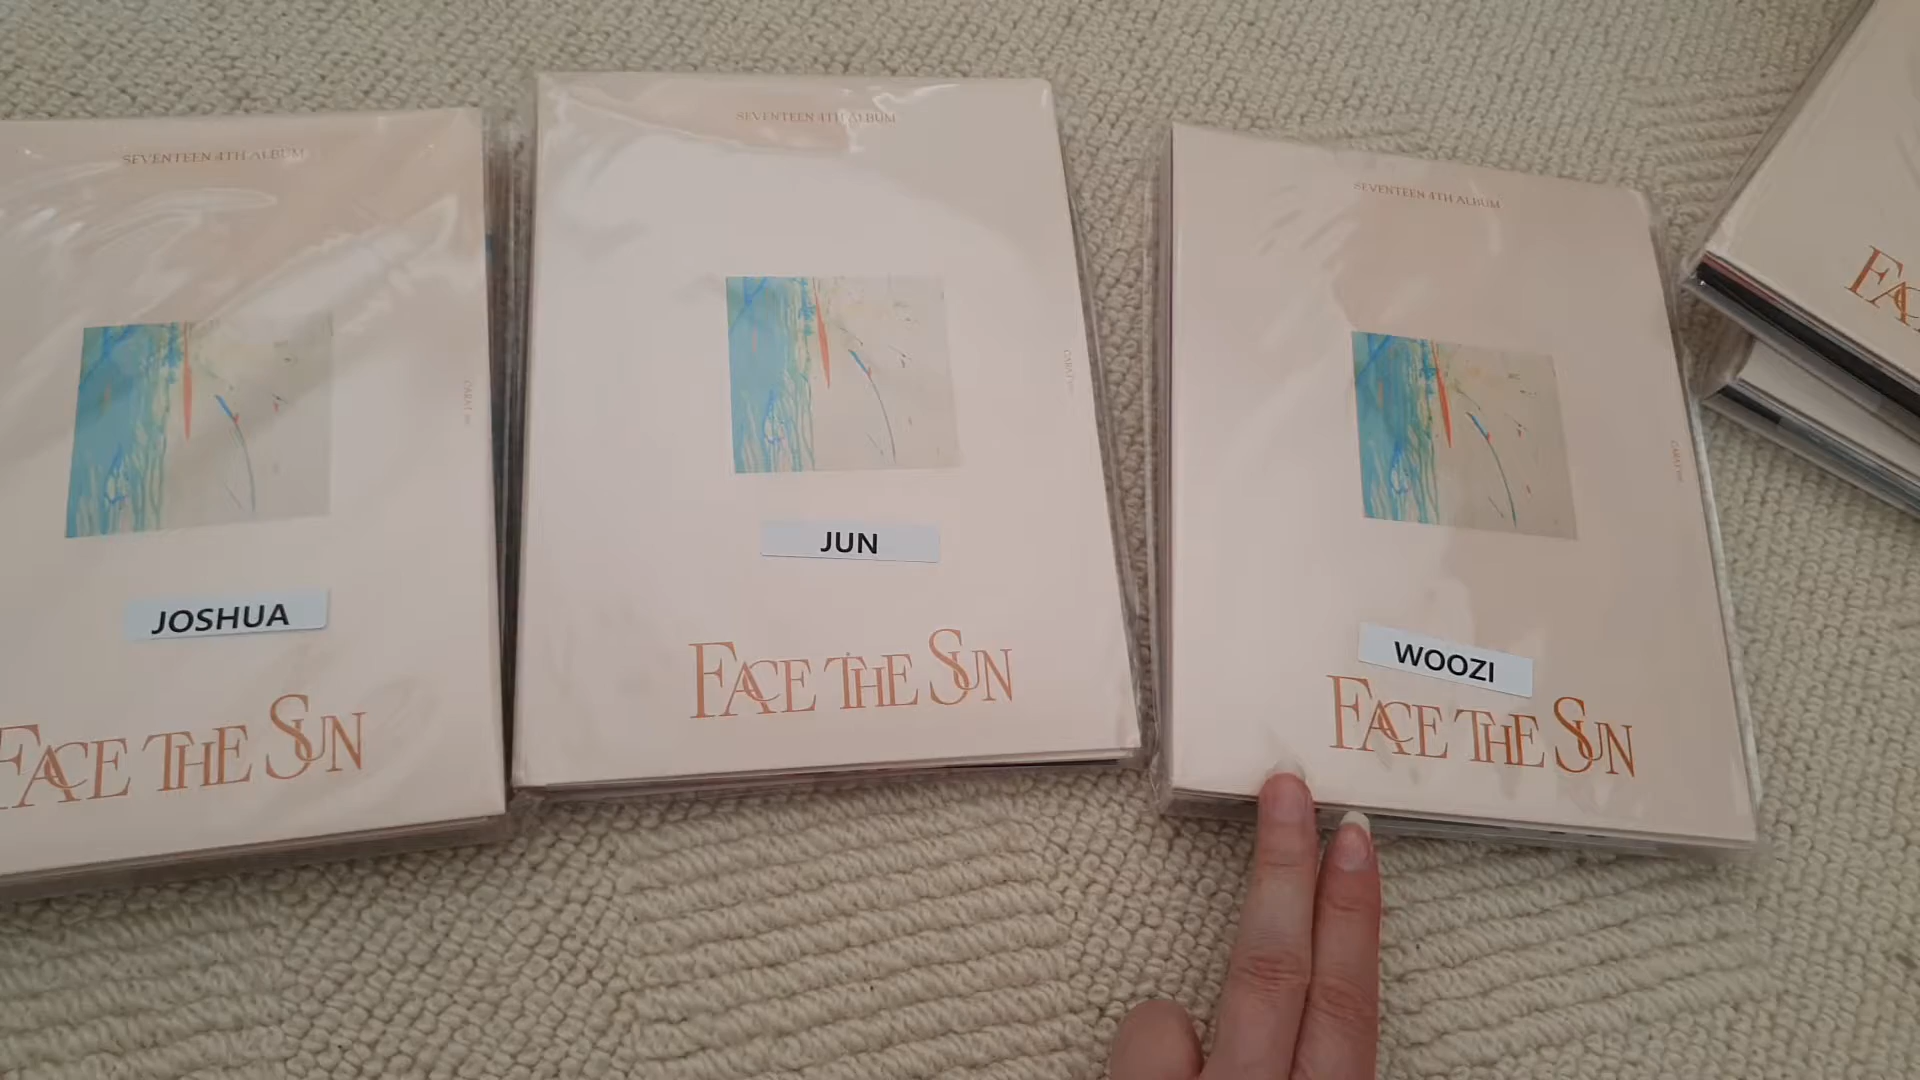 SEVENTEEN 4TH ALBUM
JOSHUA
FACE THE SUN
SEVENTEEN 4TH ALBUM
JUN
FACE THE SUN
SEVENTEEN 4TH ALBUM
WOOZI
FACE THE SUN